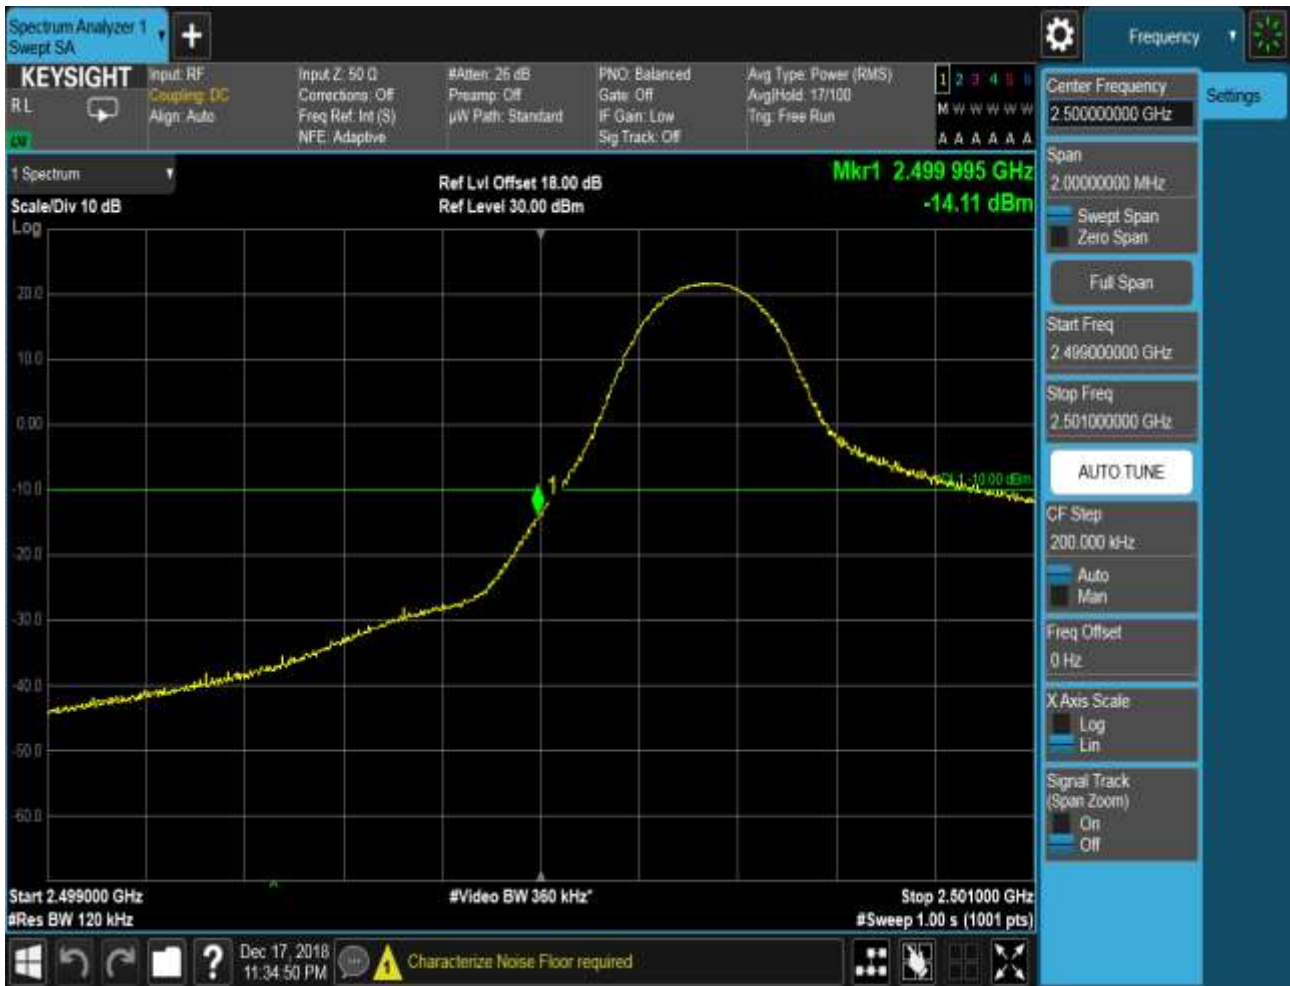 Spectrum Analyzer 1
Swept SA
Frequency
KEYSIGHT
R L
Input: RF
Coupling: DC
Align: Auto
Input Z: 50 Ω
Corrections: Off
Freq Ref: Int (S)
NFE: Adaptive
#Atten: 26 dB
Preamp: Off
µW Path: Standard
PNO: Balanced
Gate: Off
IF Gain: Low
Sig Track: Off
Avg Type: Power (RMS)
Avg|Hold: 17/100
Trig: Free Run
1 2 3 4 5 6
M W W W W W
A A A A A A
Center Frequency
2.500000000 GHz
Settings
1 Spectrum
Scale/Div 10 dB
Log
Ref Lvl Offset 18.00 dB
Ref Level 30.00 dBm
Mkr1 2.499 995 GHz
-14.11 dBm
Span
2.00000000 MHz
Swept Span
Zero Span
Full Span
Start Freq
2.499000000 GHz
Stop Freq
2.501000000 GHz
AUTO TUNE
CF Step
200.000 kHz
Auto
Man
Freq Offset
0 Hz
X Axis Scale
Log
Lin
Signal Track
(Span Zoom)
On
Off
20.0
10.0
0.00
-10.0
-20.0
-30.0
-40.0
-50.0
-60.0
1
DL1 -10.00 dBm
Start 2.499000 GHz
#Video BW 360 kHz*
Stop 2.501000 GHz
#Res BW 120 kHz
#Sweep 1.00 s (1001 pts)
?
Dec 17, 2018
11:34:50 PM
1
Characterize Noise Floor required